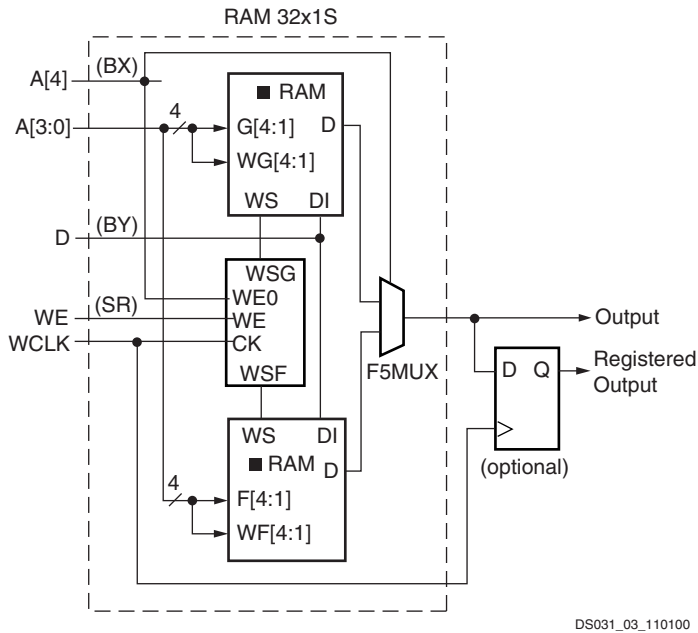 RAM 32x1S
A[4]
(BX)
A[3:0]
4
RAM
G[4:1]
D
WG[4:1]
WS
DI
D
(BY)
WSG
WE0
WE
(SR)
WE
WCLK
CK
WSF
F5MUX
Output
D
Q
Registered
Output
(optional)
WS
DI
RAM
D
4
F[4:1]
WF[4:1]
DS031_03_110100